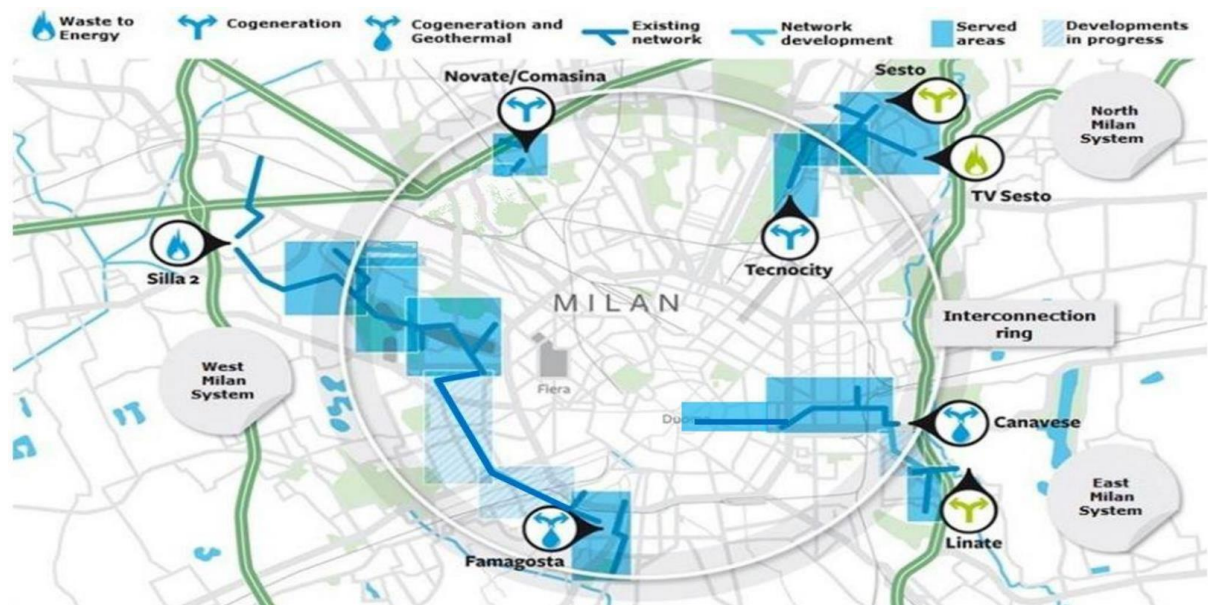 Waste to
Energy
Cogeneration
Cogeneration and
Geothermal
Existing
network
Network
development
Served
areas
Developments
in progress
Novate/Comasina
Sesto
North
Milan
System
TV Sesto
Silla 2
Tecnocity
MILAN
Interconnection
ring
West
Milan
System
Fiera
Duo
Canavese
East
Milan
System
Linate
Famagosta